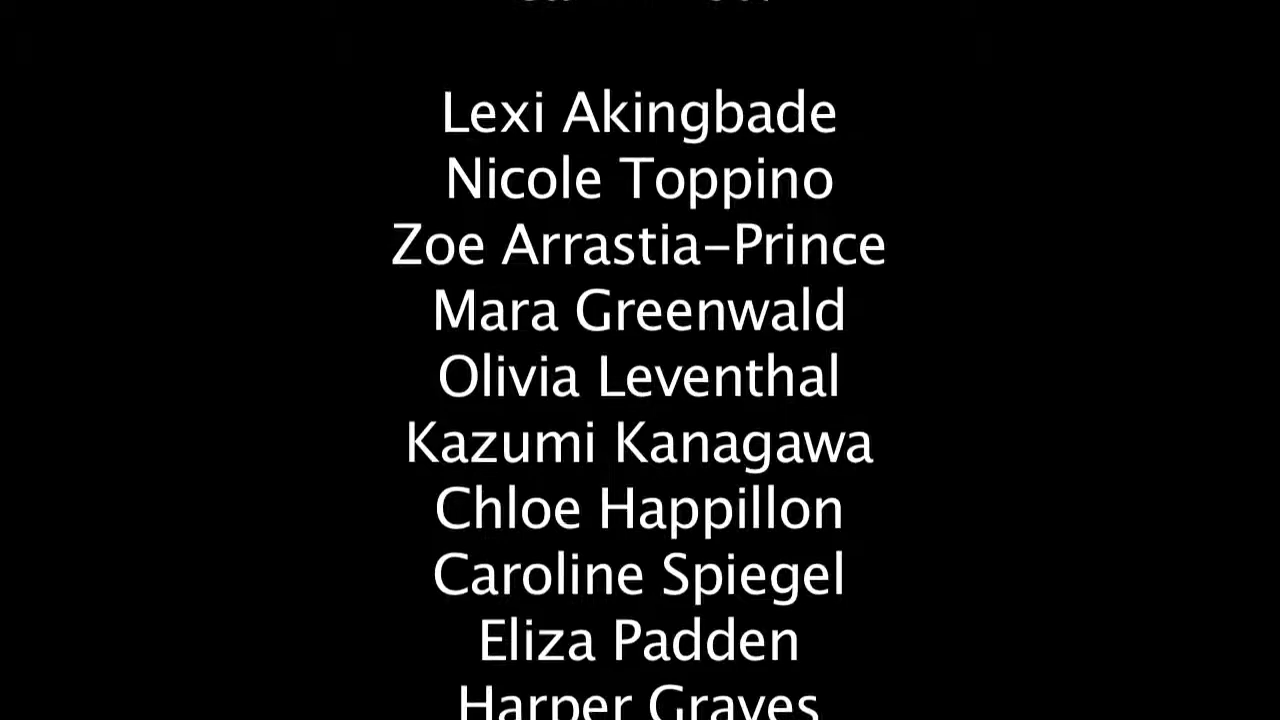 Lexi Akingbade
Nicole Toppino
Zoe Arrastia-Prince
Mara Greenwald
Olivia Leventhal
Kazumi Kanagawa
Chloe Happillon
Caroline Spiegel
Eliza Padden
Harper Graves